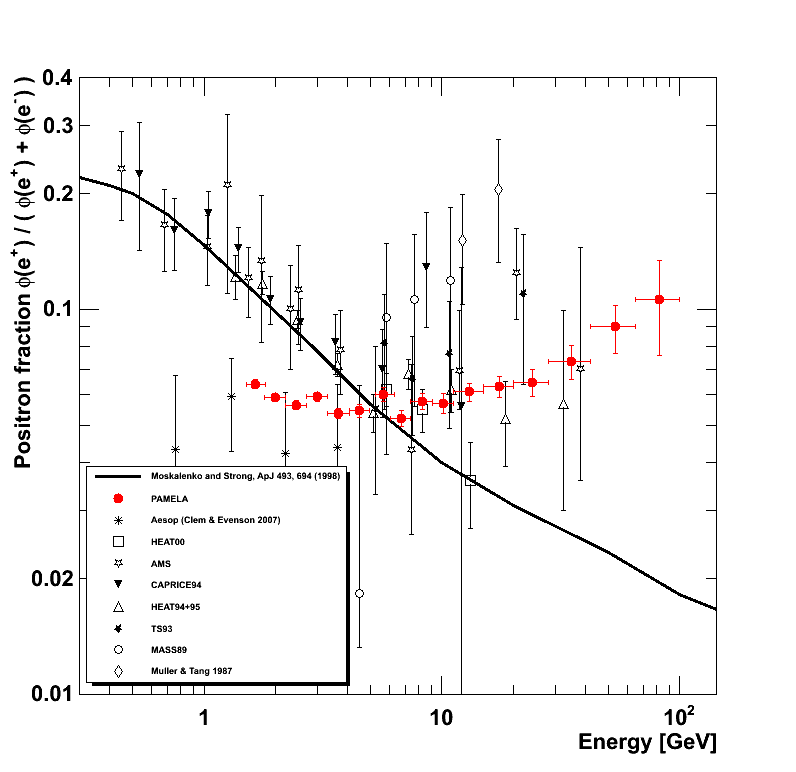 Positron fraction ϕ(e⁺) / ( ϕ(e⁺) + ϕ(e⁻) )
0.4
0.3
0.2
0.1
0.02
0.01
Moskalenko and Strong, ApJ 493, 694 (1998)
PAMELA
Aesop (Clem & Evenson 2007)
HEAT00
AMS
CAPRICE94
HEAT94+95
TS93
MASS89
Muller & Tang 1987
1 10 10²
Energy [GeV]